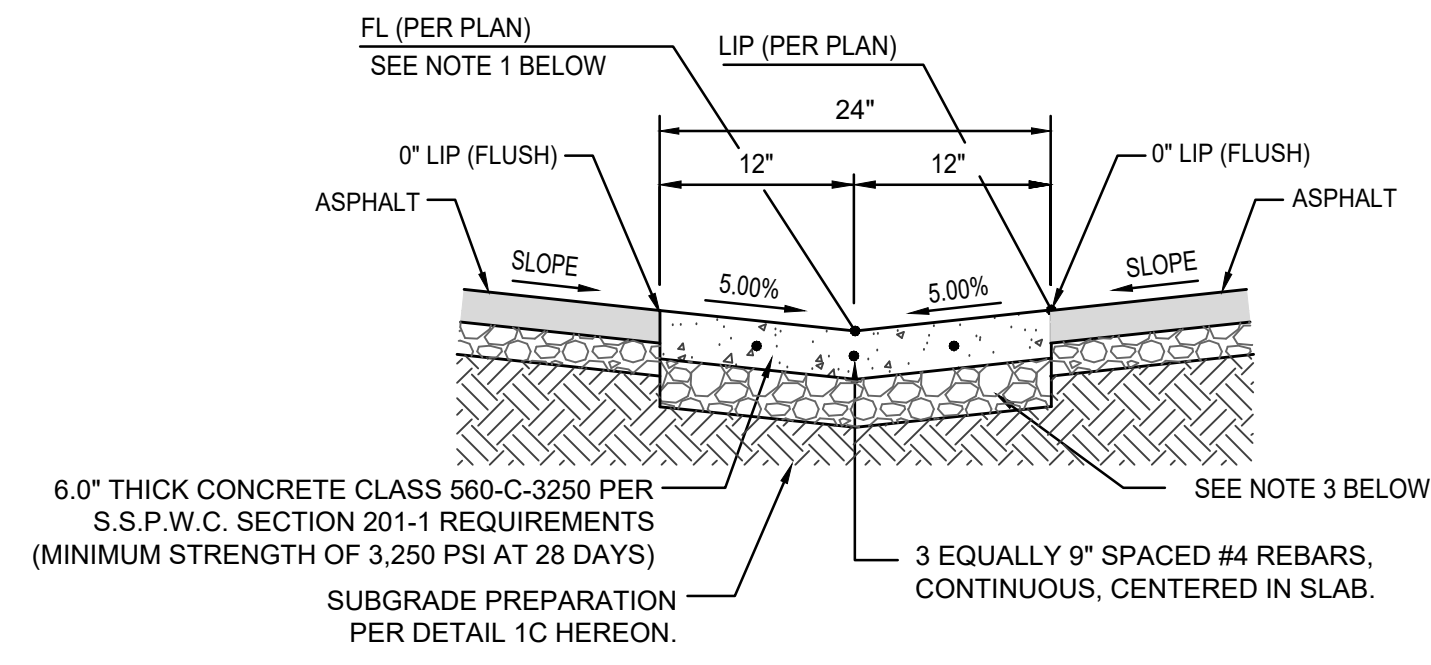 FL (PER PLAN)
SEE NOTE 1 BELOW
LIP (PER PLAN)
24"
0" LIP (FLUSH)
12"
12"
0" LIP (FLUSH)
ASPHALT
ASPHALT
SLOPE
5.00%
5.00%
SLOPE
6.0" THICK CONCRETE CLASS 560-C-3250 PER
S.S.P.W.C. SECTION 201-1 REQUIREMENTS
(MINIMUM STRENGTH OF 3,250 PSI AT 28 DAYS)
SEE NOTE 3 BELOW
3 EQUALLY 9" SPACED #4 REBARS,
CONTINUOUS, CENTERED IN SLAB.
SUBGRADE PREPARATION
PER DETAIL 1C HEREON.